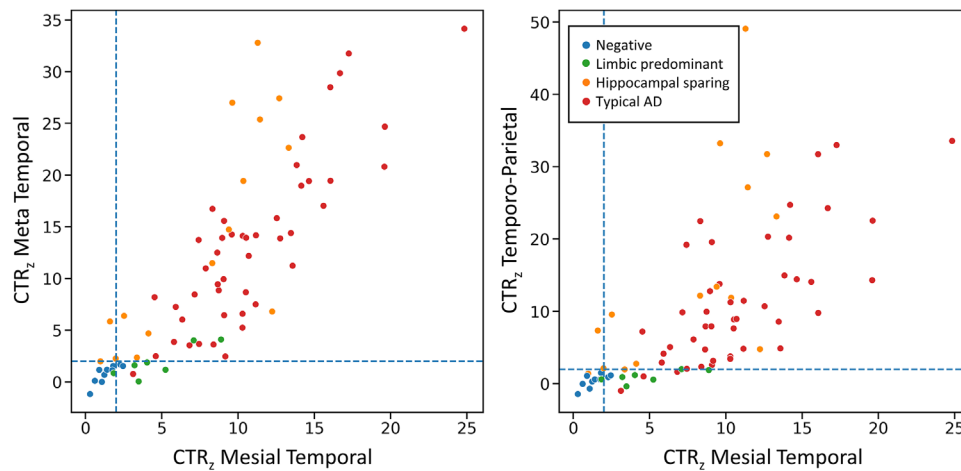 35
30
25
20
15
10
5
0
CTRz Meta Temporal
0 5 10 15 20 25
CTRz Mesial Temporal
50
40
30
20
10
0
CTRz Temporo-Parietal
Negative
Limbic predominant
Hippocampal sparing
Typical AD
0 5 10 15 20 25
CTRz Mesial Temporal